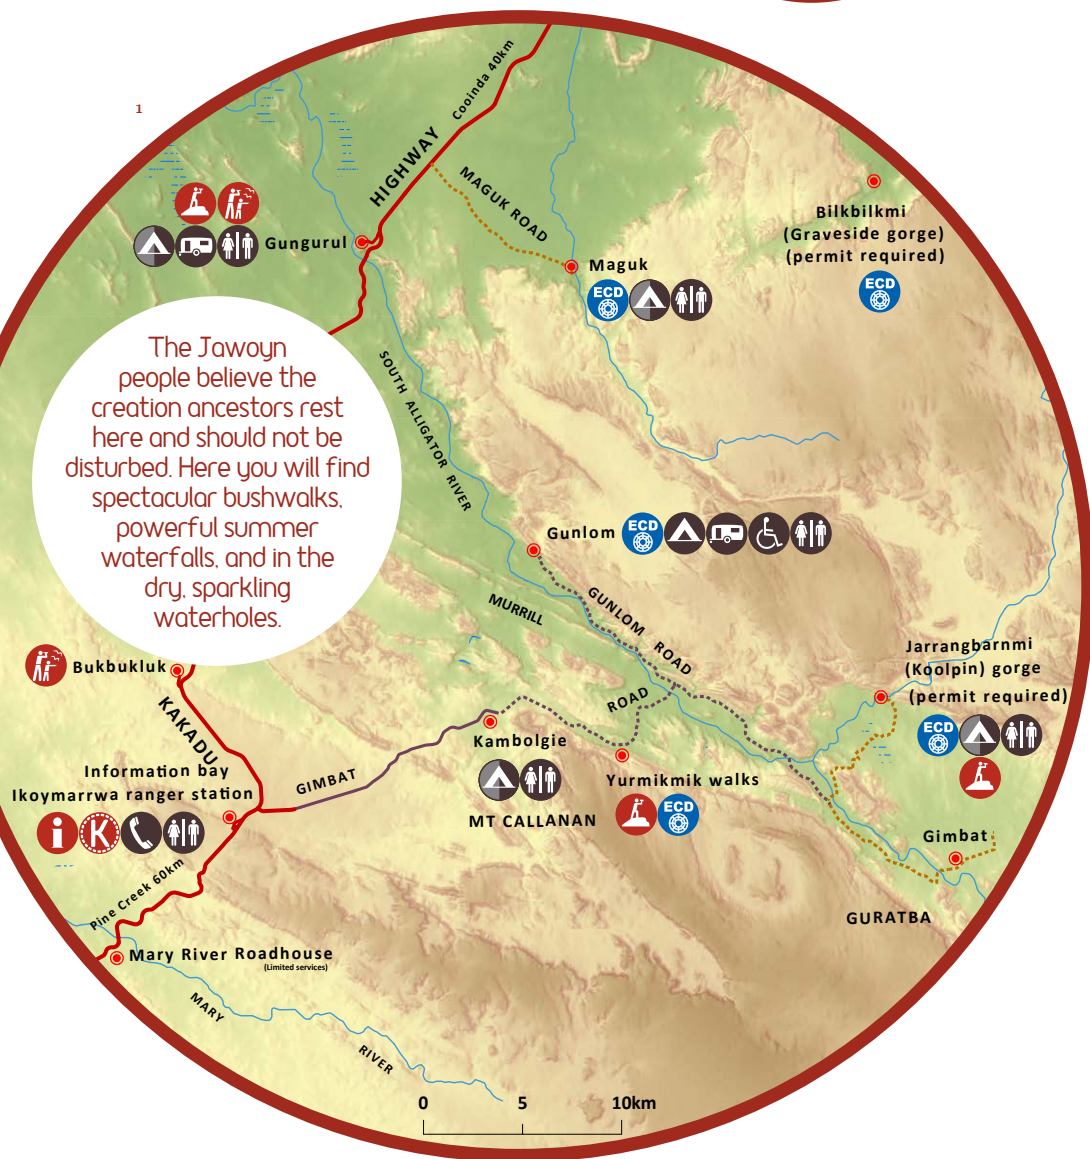 1
Cooinda 40km
HIGHWAY
MAGUK ROAD
Bilkbilkmi
(Graveside gorge)
(permit required)
ECD
Gungurul
Maguk
ECD
The Jawoyn
people believe the
creation ancestors rest
here and should not be
disturbed. Here you will find
spectacular bushwalks,
powerful summer
waterfalls, and in the
dry, sparkling
waterholes.
SOUTH ALLIGATOR RIVER
Gunlom
ECD
MURRILL
ROAD
GUNLOM ROAD
Jarrangbarnmi
(Koolpin) gorge
(permit required)
ECD
Bukbukluk
KAKADU
Kambolgie
Yurmikmik walks
ECD
MT CALLANAN
GIMBAT
Information bay
Ikoymarrwa ranger station
i
K
Gimbat
GURATBA
Pine Creek 60km
Mary River Roadhouse
(Limited services)
MARY
RIVER
0 5 10km